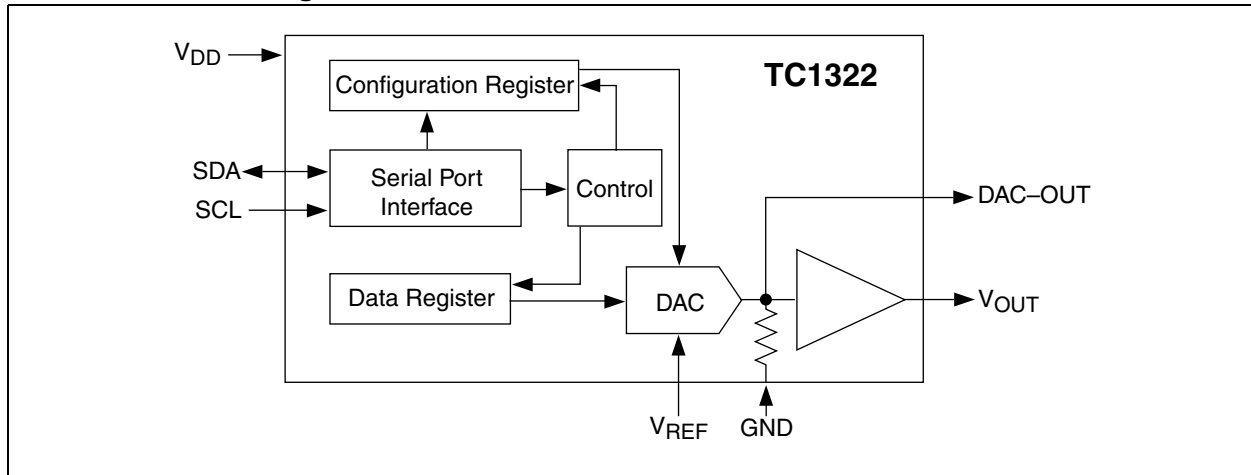 V_DD
TC1322
Configuration Register
SDA
Serial Port
Interface
Control
SCL
DAC–OUT
Data Register
DAC
V_OUT
V_REF
GND